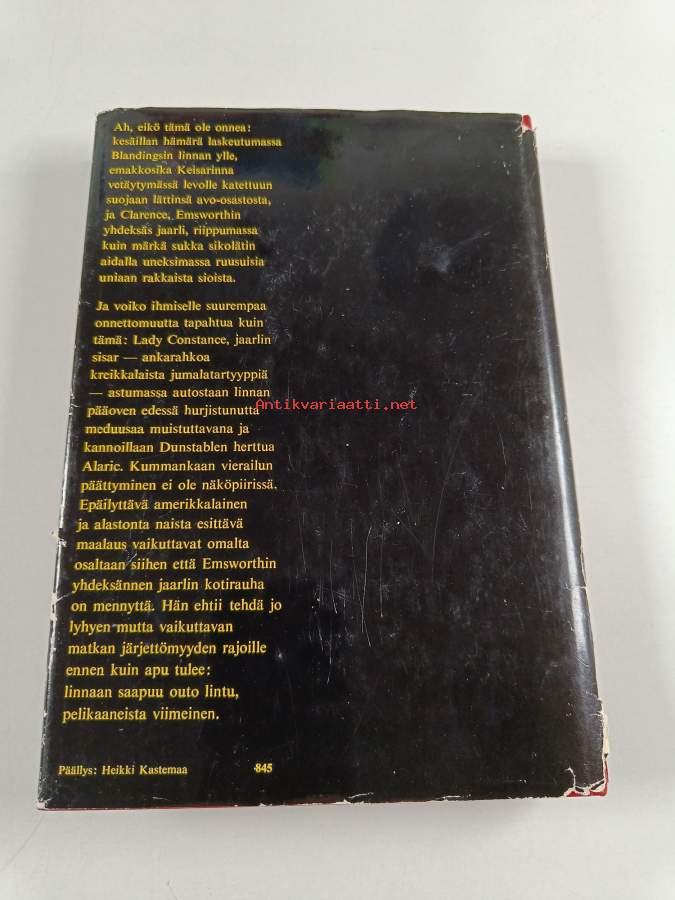 Ah, eikö tämä ole onnea:
kesäillan hämärä laskeutumassa
Blandingsin linnan ylle,
emakkosika Keisarinna
vetäytymässä levolle katettuun
suojaan lättinsä avo-osastosta,
ja Clarence, Emsworthin
yhdeksäs jaarli, riippumassa
kuin märkä sukka sikolätin
aidalla uneksimassa ruusuisia
uniaan rakkaista sioista.
Ja voiko ihmiselle suurempaa
onnettomuutta tapahtua kuin
tämä: Lady Constance, jaarlin
sisar — ankarahkoa
kreikkalaista jumalatartyyppiä
— astumassa autostaan linnan
pääoven edessä hurjistunutta
meduusaa muistuttavana ja
kannoillaan Dunstablen herttua
Alaric. Kummankaan vierailun
päättyminen ei ole näköpiirissä.
Epäilyttävä amerikkalainen
ja alastonta naista esittävä
maalaus vaikuttavat omalta
osaltaan siihen että Emsworthin
yhdeksännen jaarlin kotirauha
on mennyttä. Hän ehtii tehdä jo
lyhyen mutta vaikuttavan
matkan järjettömyyden rajoille
ennen kuin apu tulee:
linnaan saapuu outo lintu,
pelikaaneista viimeinen.
Päällys: Heikki Kastemaa 845
Antikvariaatti.net